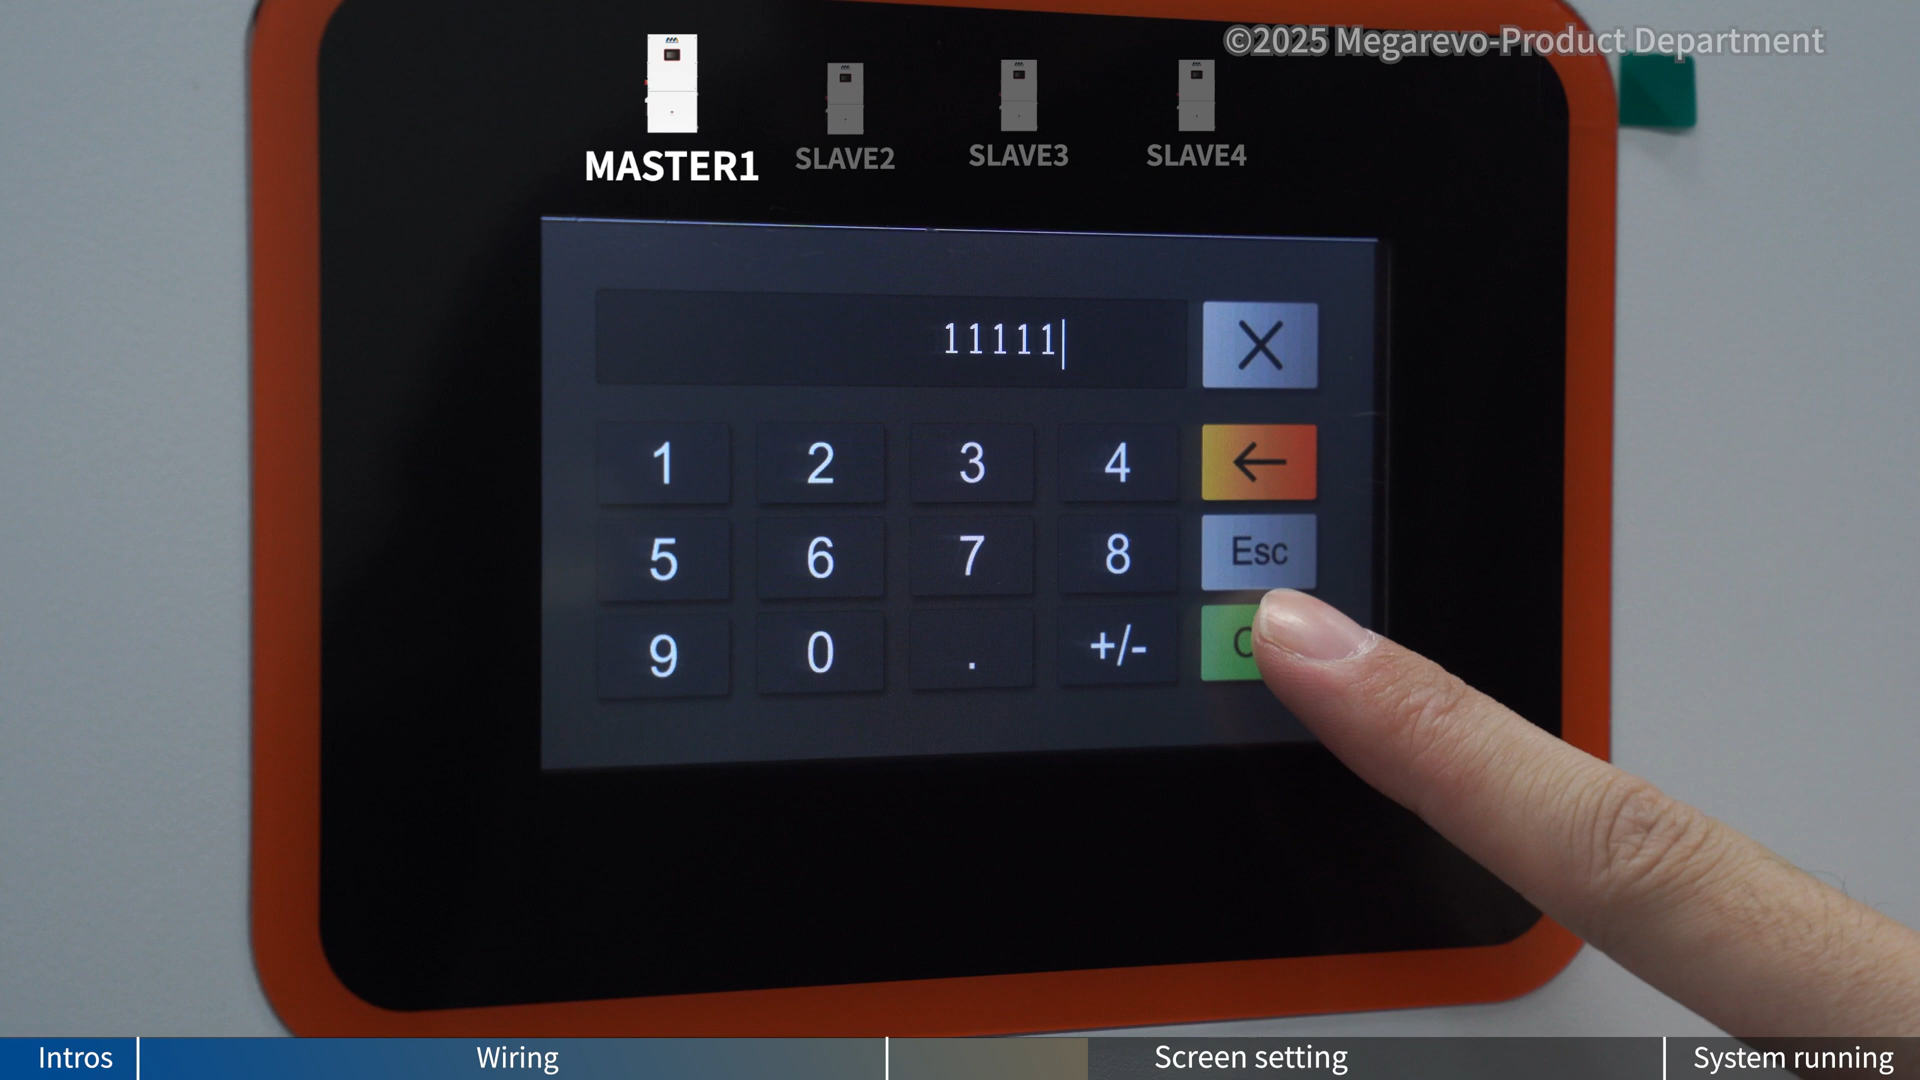 ©2025 Megarevo-Product Department
MASTER1 SLAVE2 SLAVE3 SLAVE4
11111
1 2 3 4
5 6 7 8 Esc
9 0 . +/-
Intros Wiring Screen setting System running